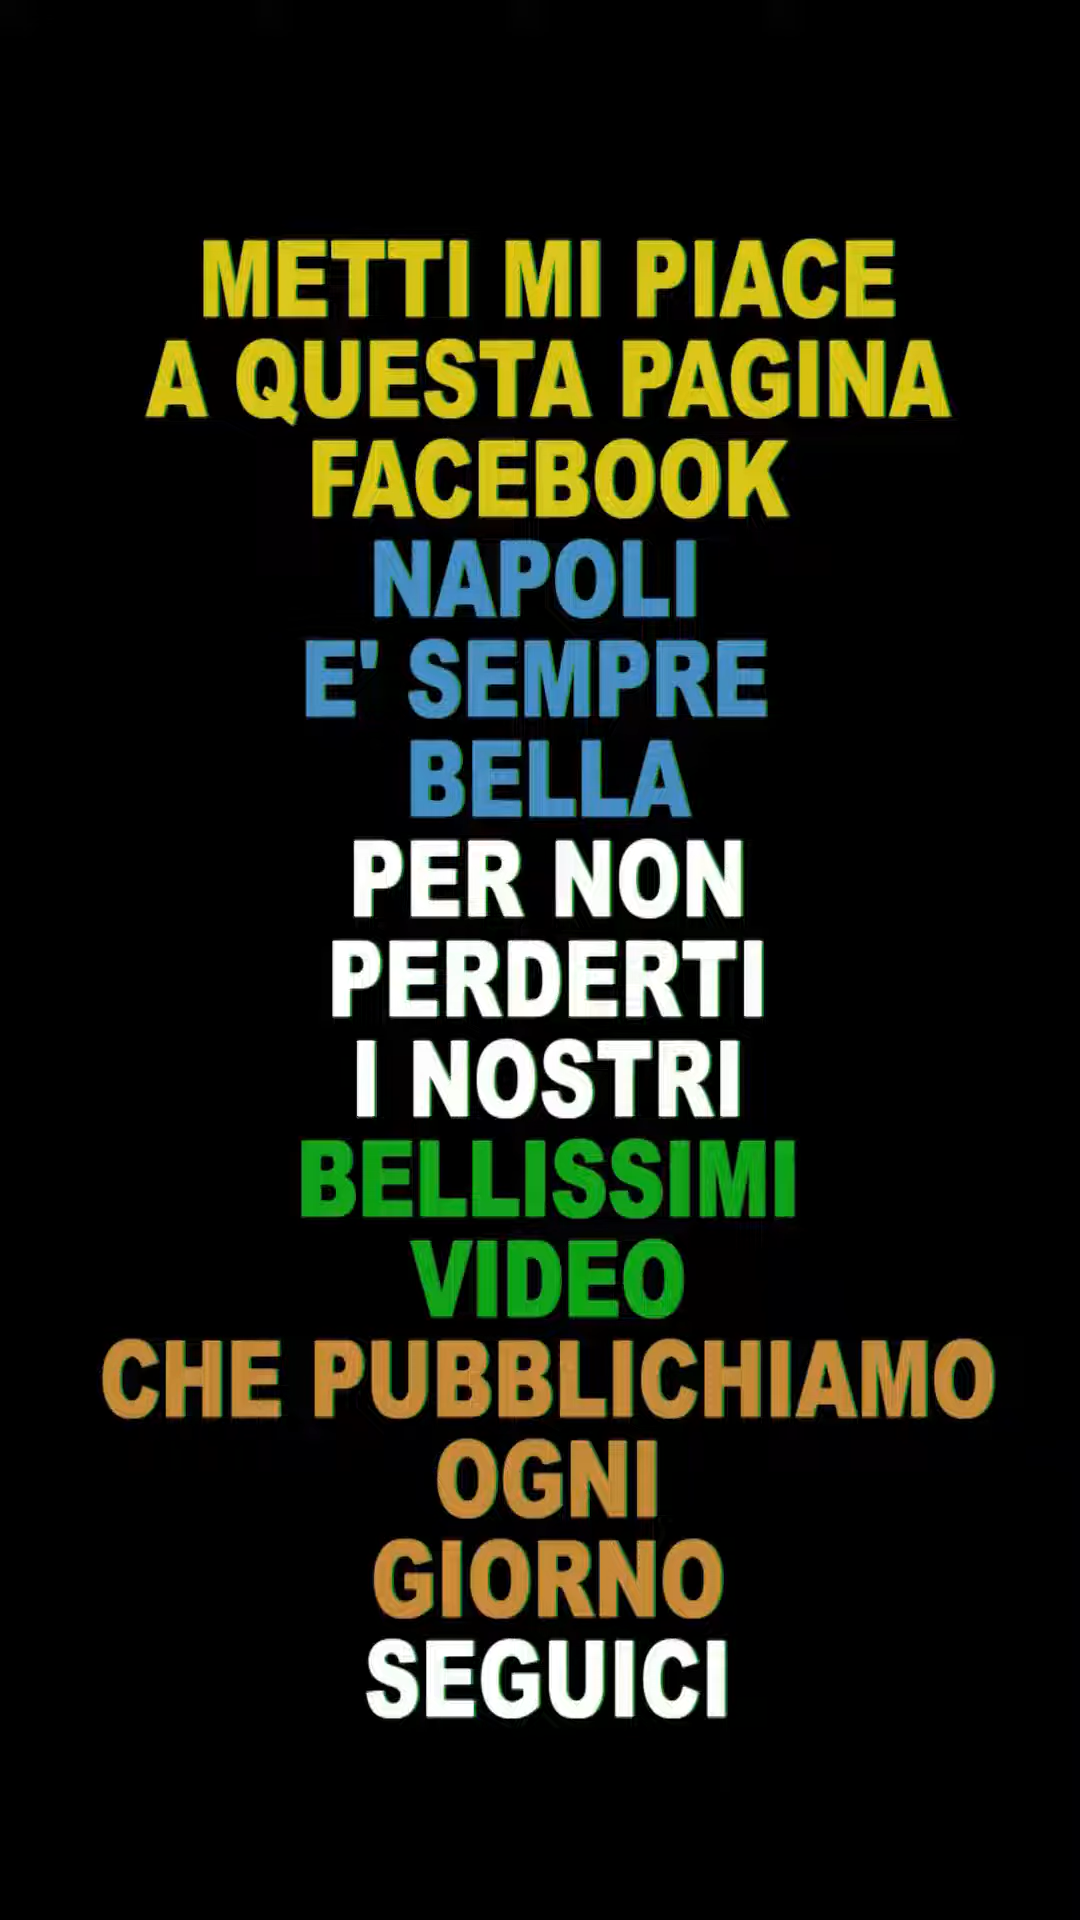 METTI MI PIACE
A QUESTA PAGINA
FACEBOOK
NAPOLI
E' SEMPRE
BELLA
PER NON
PERDERTI
I NOSTRI
BELLISSIMI
VIDEO
CHE PUBBLICHIAMO
OGNI
GIORNO
SEGUICI